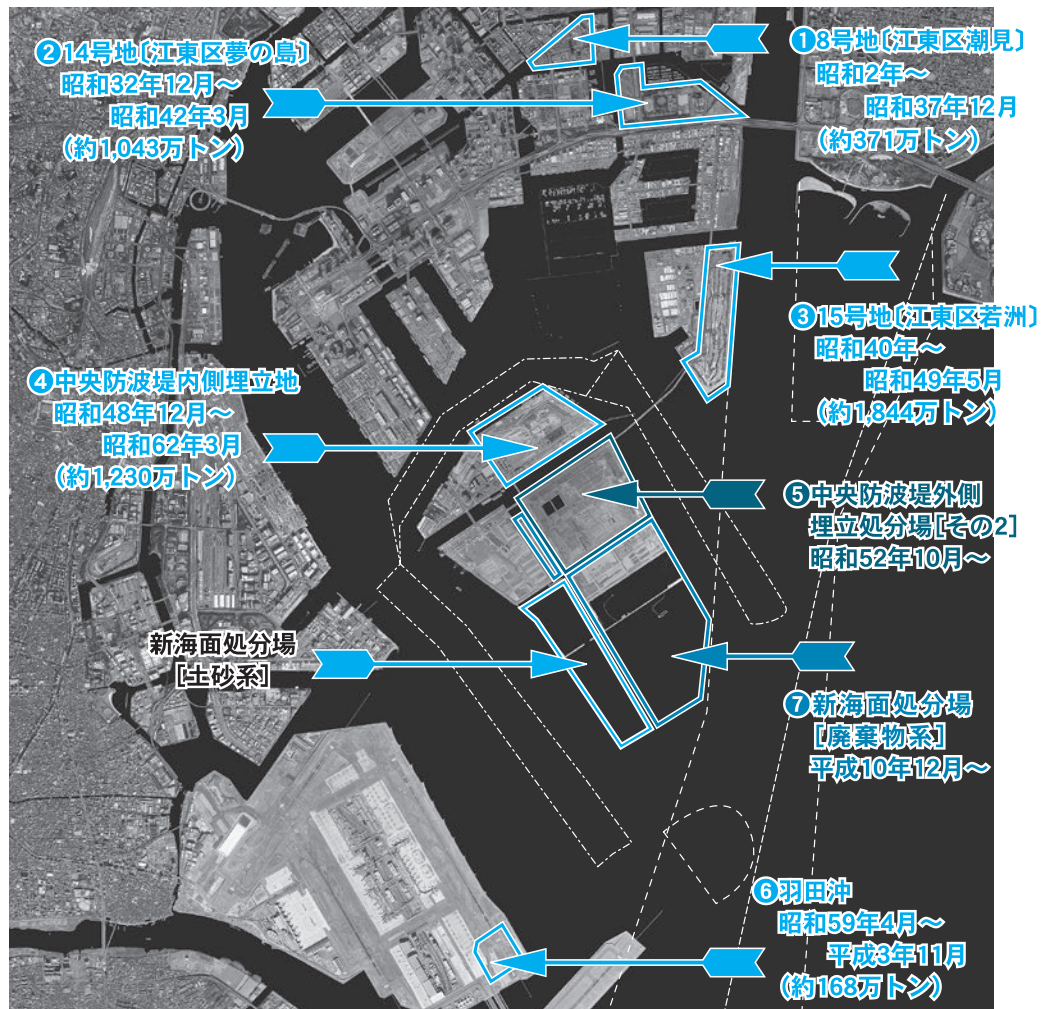 ❶8号地〔江東区潮見〕
昭和2年～
昭和37年12月
（約371万トン）
❷14号地〔江東区夢の島〕
昭和32年12月～
昭和42年3月
（約1,043万トン）
❸15号地〔江東区若洲〕
昭和40年～
昭和49年5月
（約1,844万トン）
❹中央防波堤内側埋立地
昭和48年12月～
昭和62年3月
（約1,230万トン）
❺中央防波堤外側
埋立処分場［その2］
昭和52年10月～
新海面処分場
［土砂系］
❼新海面処分場
［廃棄物系］
平成10年12月～
❻羽田沖
昭和59年4月～
平成3年11月
（約168万トン）